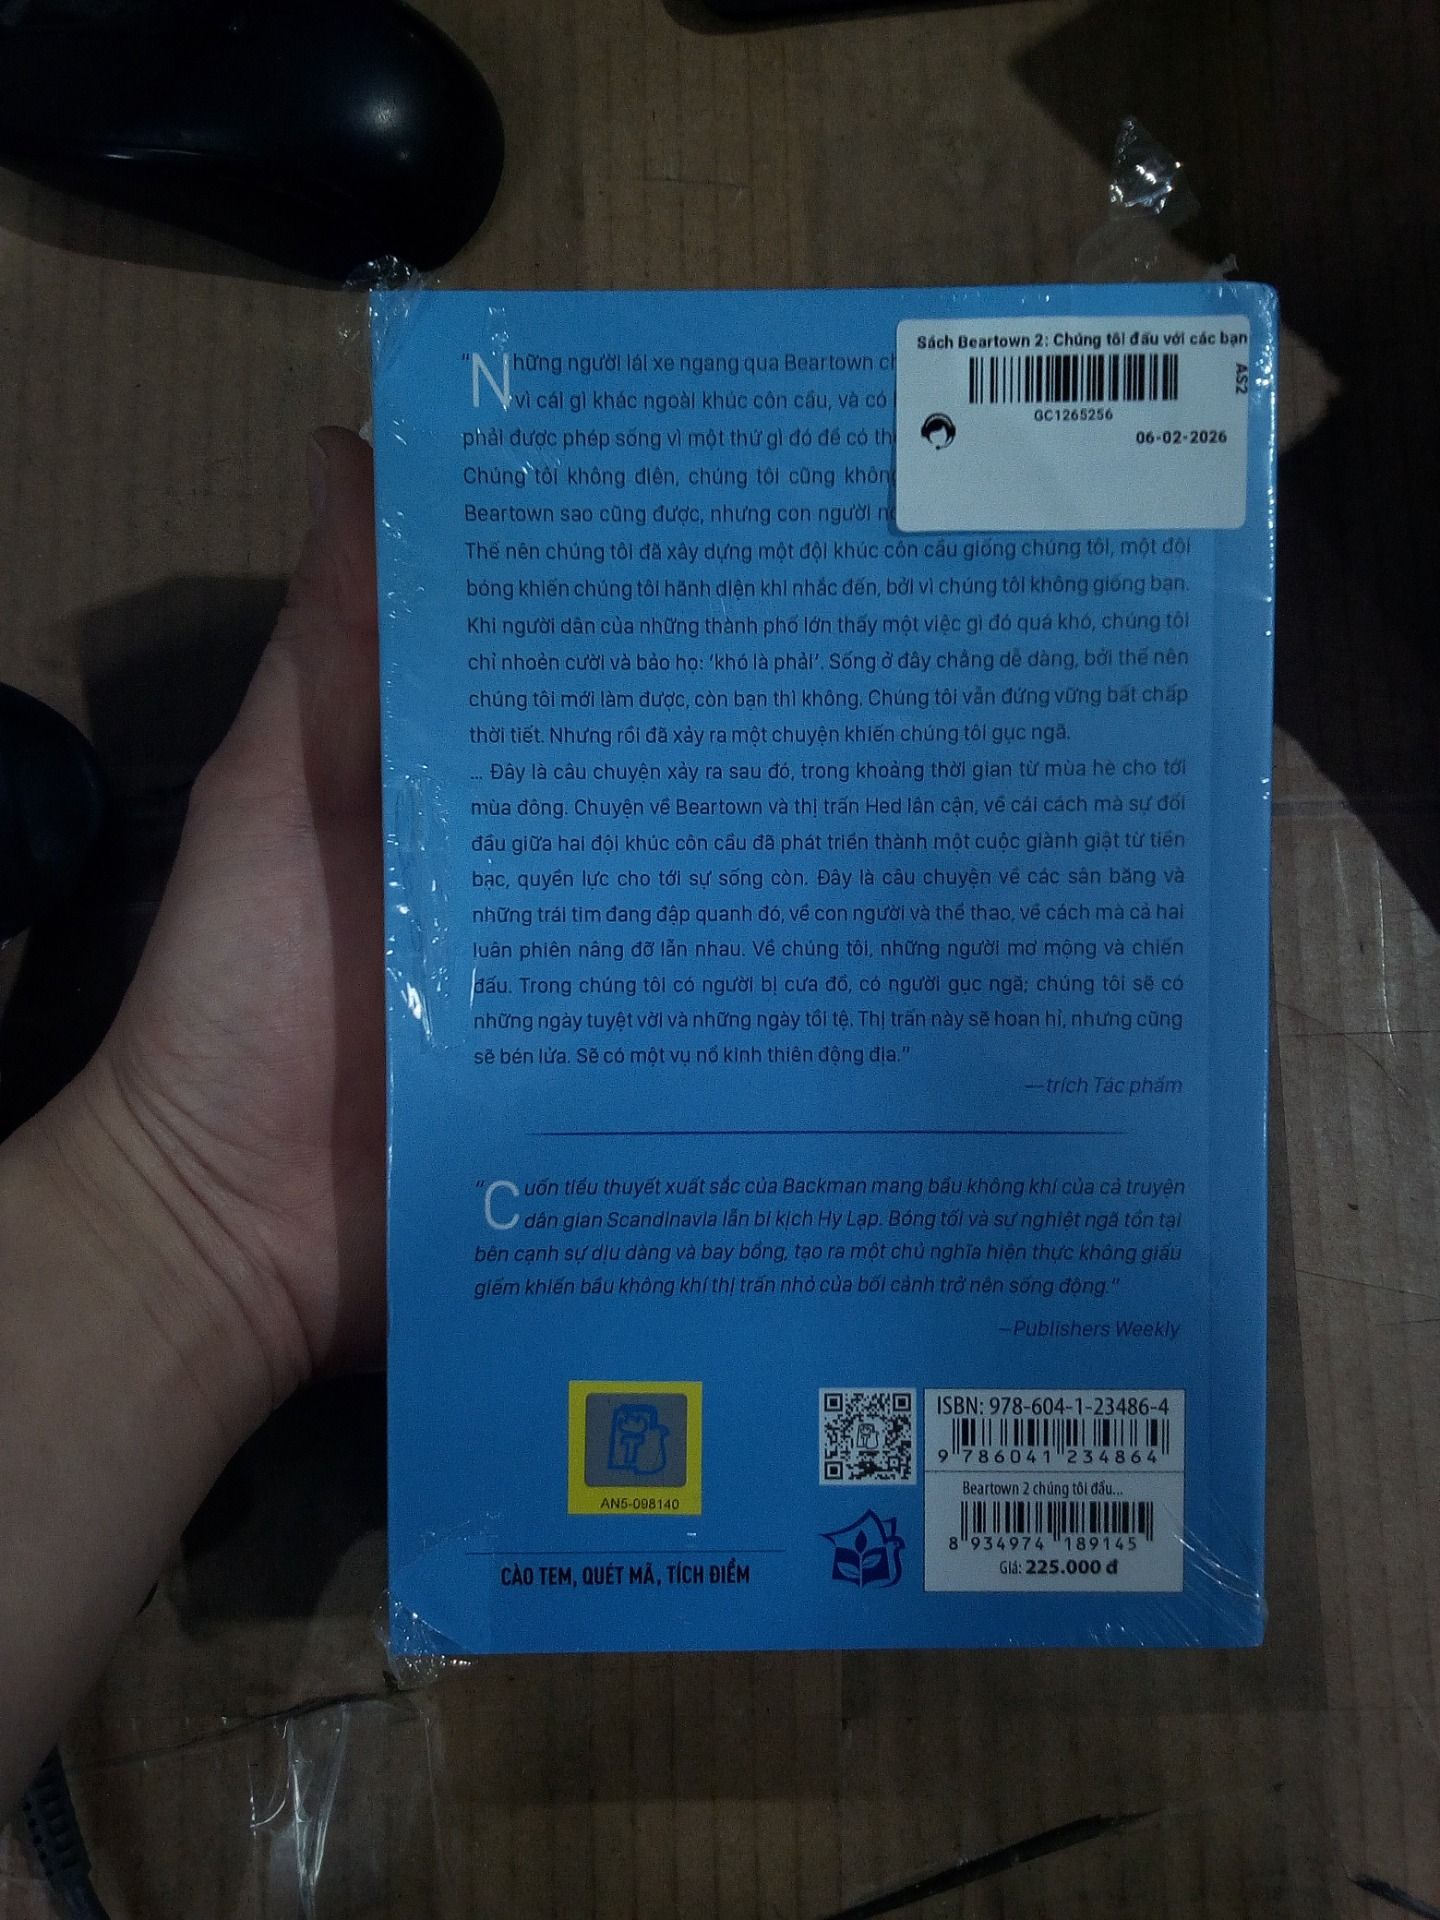 Sách Beartown 2: Chúng tôi đấu với các bạn
AS2
GC1265256
06-02-2026
“Những người lái xe ngang qua Beartown
vì cái gì khác ngoài khúc côn cầu, và có
phải được phép sống vì một thứ gì đó để có
Chúng tôi không điên, chúng tôi cũng không
Beartown sao cũng được, nhưng con người
Thế nên chúng tôi đã xây dựng một đội khúc côn cầu giống chúng tôi, một đội
bóng khiến chúng tôi hãnh diện khi nhắc đến, bởi vì chúng tôi không giống bạn.
Khi người dân của những thành phố lớn thấy một việc gì đó quá khó, chúng tôi
chỉ nhoẻn cười và bảo họ: ‘khó là phải’. Sống ở đây chẳng dễ dàng, bởi thế nên
chúng tôi mới làm được, còn bạn thì không. Chúng tôi vẫn đứng vững bất chấp
thời tiết. Nhưng rồi đã xảy ra một chuyện khiến chúng tôi gục ngã.
... Đây là câu chuyện xảy ra sau đó, trong khoảng thời gian từ mùa hè cho tới
mùa đông. Chuyện về Beartown và thị trấn Hed lân cận, về cái cách mà sự đối
đầu giữa hai đội khúc côn cầu đã phát triển thành một cuộc giành giật từ tiền
bạc, quyền lực cho tới sự sống còn. Đây là câu chuyện về các sân băng và
những trái tim đang đập quanh đó, về con người và thể thao, về cách mà cả hai
luân phiên nâng đỡ lẫn nhau. Về chúng tôi, những người mơ mộng và chiến
đấu. Trong chúng tôi có người bị cưa đổ, có người gục ngã; chúng tôi sẽ có
những ngày tuyệt vời và những ngày tồi tệ. Thị trấn này sẽ hoan hỉ, nhưng cũng
sẽ bén lửa. Sẽ có một vụ nổ kinh thiên động địa.”
—trích Tác phẩm
“Cuốn tiểu thuyết xuất sắc của Backman mang bầu không khí của cả truyện
dân gian Scandinavia lẫn bi kịch Hy Lạp. Bóng tối và sự nghiệt ngã tồn tại
bên cạnh sự dịu dàng và bay bổng, tạo ra một chủ nghĩa hiện thực không giấu
giếm khiến bầu không khí thị trấn nhỏ của bối cảnh trở nên sống động.”
—Publishers Weekly
AN5-098140
CÀO TEM, QUÉT MÃ, TÍCH ĐIỂM
ISBN: 978-604-1-23486-4
9 786041 234864
Beartown 2 chúng tôi đấu...
8 934974 189145
Giá: 225.000 đ